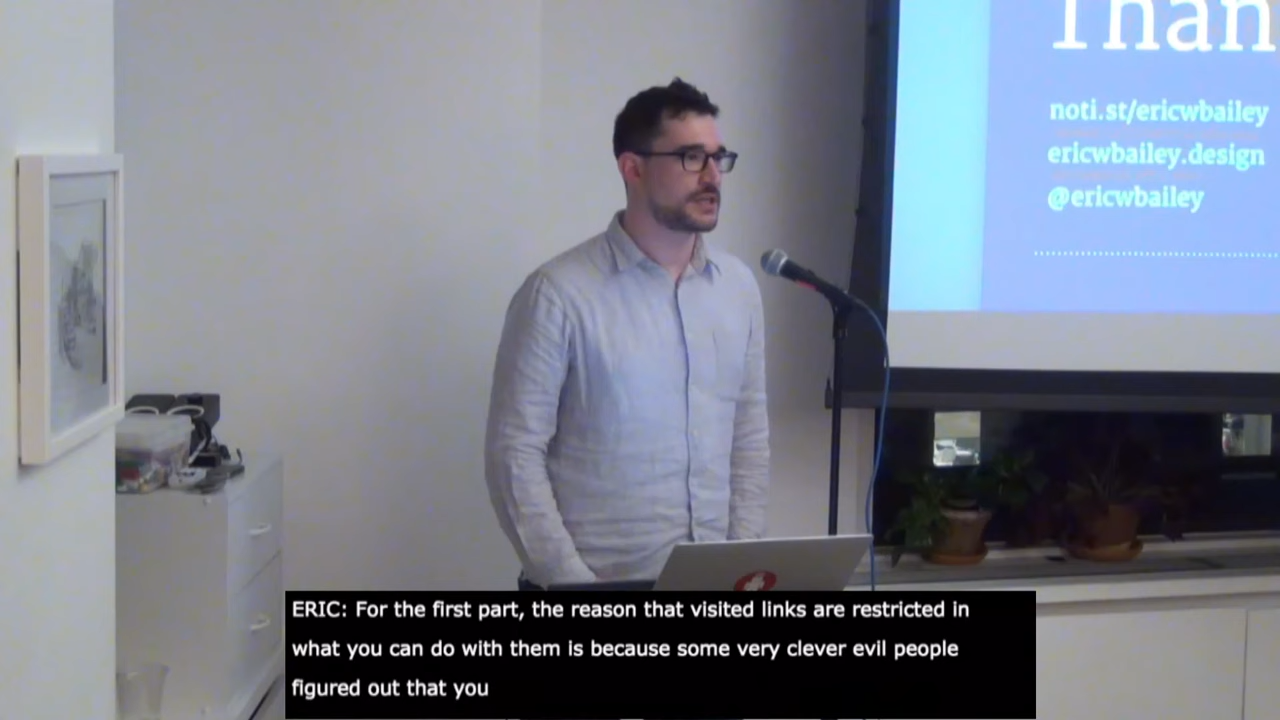 Than
noti.st/ericwbailey
ericwbailey.design
@ericwbailey
ERIC: For the first part, the reason that visited links are restricted in
what you can do with them is because some very clever evil people
figured out that you